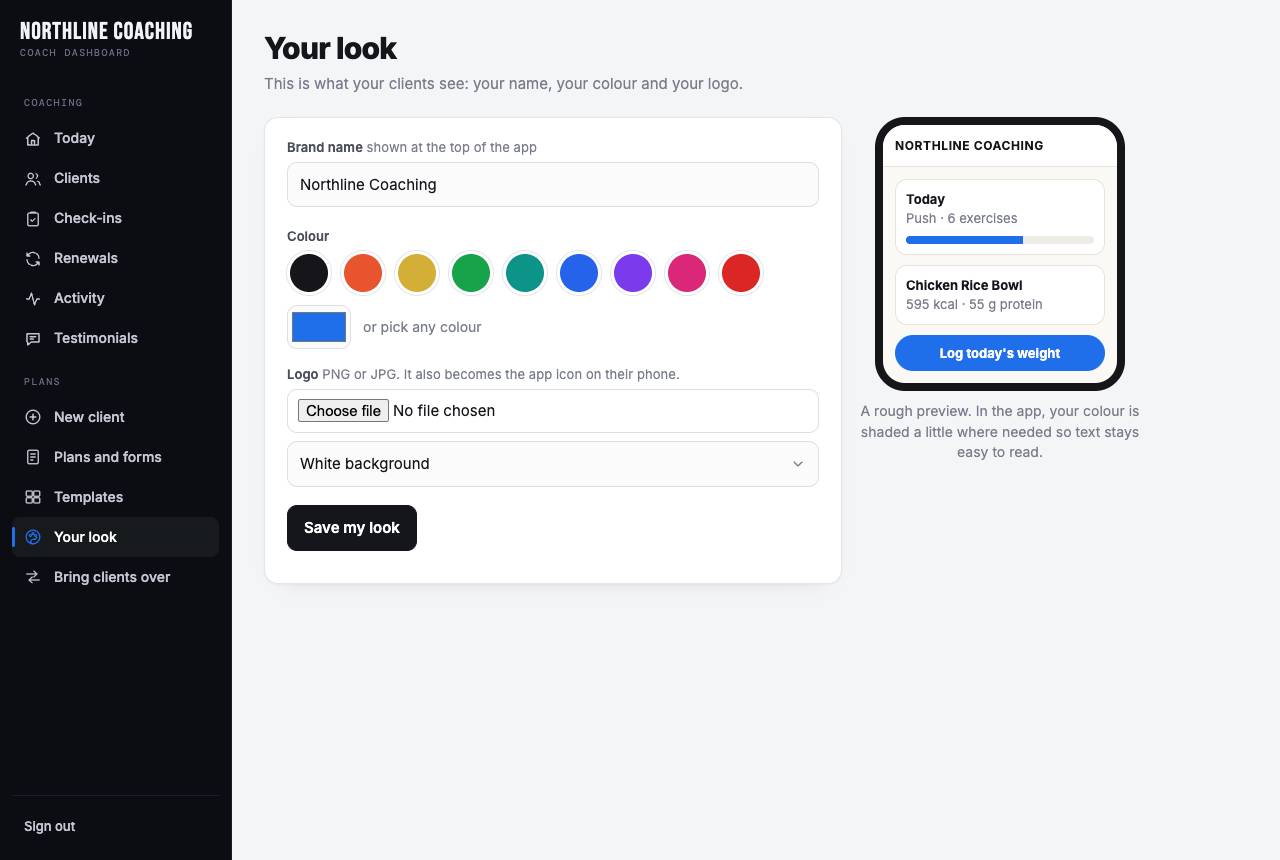 NORTHLINE COACHING
COACH DASHBOARD
COACHING
Today
Clients
Check-ins
Renewals
Activity
Testimonials
PLANS
New client
Plans and forms
Templates
Your look
Bring clients over
Sign out
Your look
This is what your clients see: your name, your colour and your logo.
Brand name shown at the top of the app
Northline Coaching
Colour
or pick any colour
Logo PNG or JPG. It also becomes the app icon on their phone.
Choose file No file chosen
White background
Save my look
NORTHLINE COACHING
Today
Push · 6 exercises
Chicken Rice Bowl
595 kcal · 55 g protein
Log today's weight
A rough preview. In the app, your colour is
shaded a little where needed so text stays
easy to read.